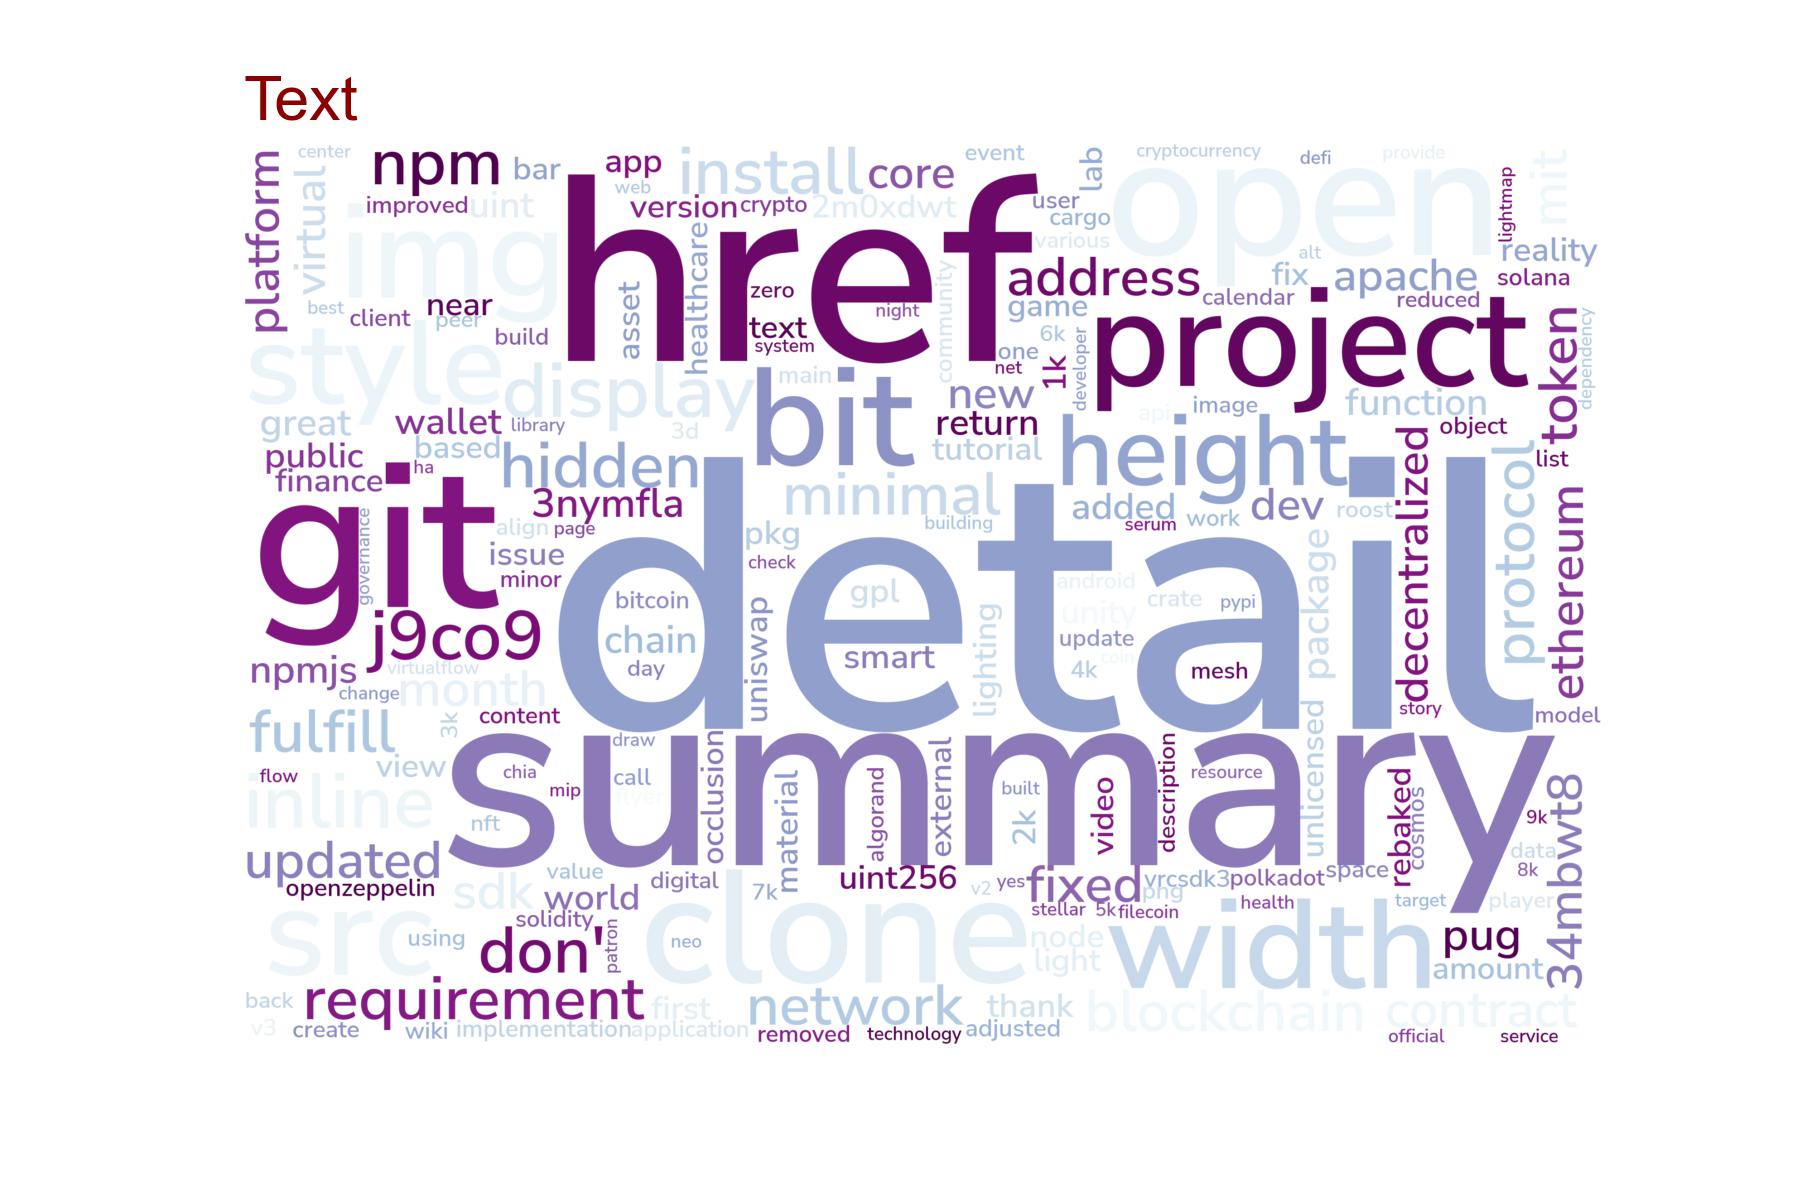 Text
center
npm
bar
app
install
core
event
lab
cryptocurrency
defi
provide
mit
platform
virtual
improved
uint
web
version
crypto
2m0xdwt
user
cargo
open
lightmap
img
href
various
alt
reality
address
fix
apache
solana
best
client
near
peer
build
asset
healthcare
zero
night
text
system
community
game
calendar
reduced
6k
project
one
net
1k
developer
token
dependency
style
display
bit
main
new
api
image
function
great
wallet
library
3d
return
object
public
based
hidden
tutorial
height
list
finance
ha
3nymfla
minimal
added
dev
roost
decentralized
protocol
git
governance
align
page
building
serum
work
ethereum
issue
pkg
minor
check
detail
bitcoin
gpl
android
unity
crate
pypi
package
j9co9
chain
uniswap
lighting
update
npmjs
virtualflow
day
smart
4k
coin
mesh
change
month
3k
content
story
model
fulfill
summary
draw
occlusion
view
flow
chia
call
mip
flyer
material
algorand
external
built
2k
video
description
resource
unlicensed
rebaked
cosmos
34mbwt8
inline
nft
9k
updated
data
openzeppelin
sdk
value
world
digital
7k
uint256
v2
yes
fixed
vrcsdk3
png
polkadot
space
8k
health
target
player
src
solidity
stellar
5k
filecoin
using
don'
patron
clone
neo
node
light
width
pug
amount
back
requirement
first
network
thank
blockchain
contract
v3
create
wiki
implementation
application
removed
technology
adjusted
official
service